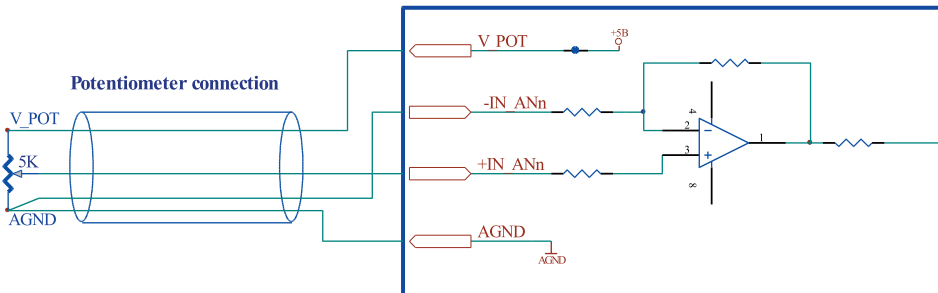 +5B
V_POT
Potentiometer connection
-IN_ANn
4
V_POT
2
1
5K
+IN_ANn
3
8
AGND
AGND
AGND